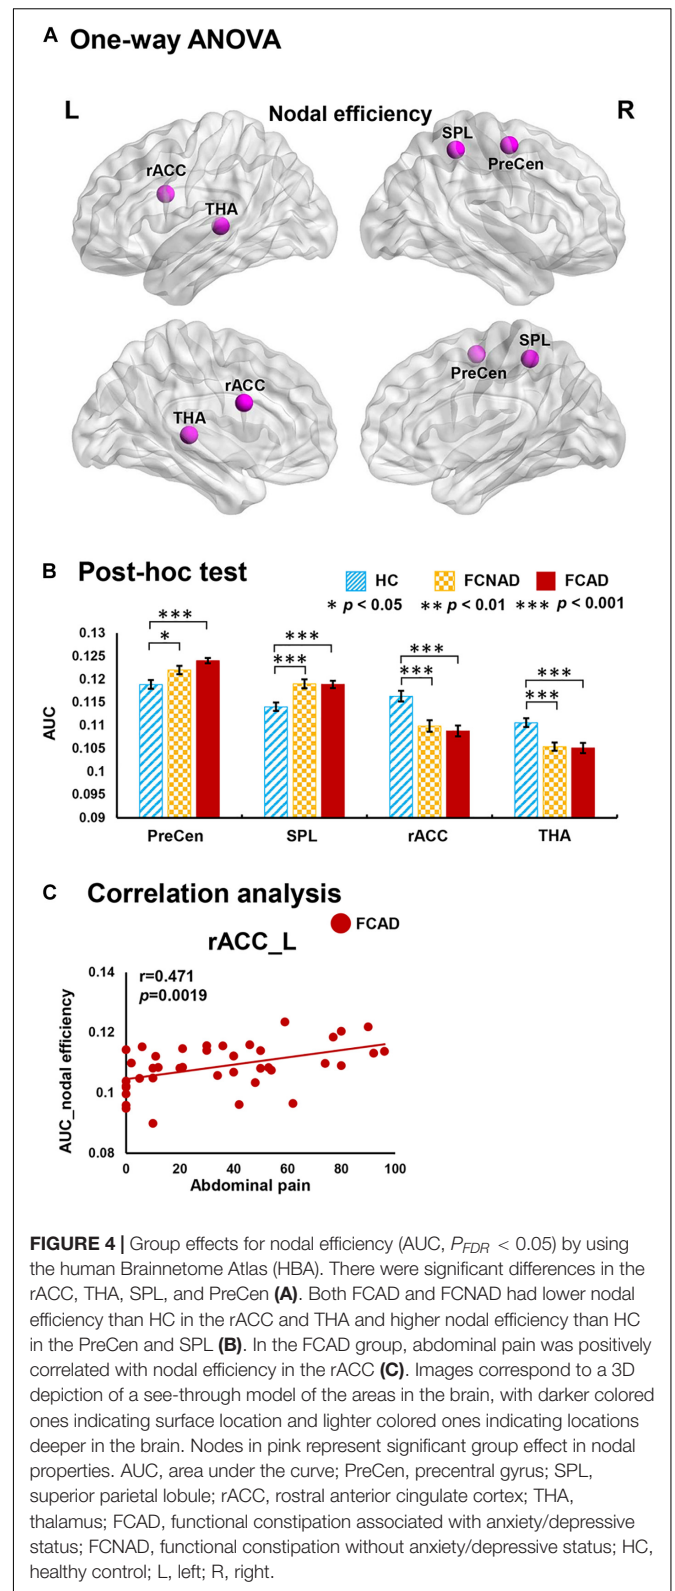 A One-way ANOVA
L Nodal efficiency R
rACC
THA
SPL
PreCen
rACC
THA
SPL
PreCen
B Post-hoc test
HC FCNAD FCAD
* p < 0.05 ** p < 0.01 *** p < 0.001
AUC
0.13
0.125
0.12
0.115
0.11
0.105
0.1
0.095
0.09
*** *
*** ***
*** ***
*** ***
PreCen SPL rACC THA
C Correlation analysis
FCAD
rACC_L
r=0.471
p=0.0019
AUC_nodal efficiency
0.14
0.12
0.1
0.08
0 20 40 60 80 100
Abdominal pain
FIGURE 4 | Group effects for nodal efficiency (AUC, PFDR < 0.05) by using
the human Brainnetome Atlas (HBA). There were significant differences in the
rACC, THA, SPL, and PreCen (A). Both FCAD and FCNAD had lower nodal
efficiency than HC in the rACC and THA and higher nodal efficiency than HC
in the PreCen and SPL (B). In the FCAD group, abdominal pain was positively
correlated with nodal efficiency in the rACC (C). Images correspond to a 3D
depiction of a see-through model of the areas in the brain, with darker colored
ones indicating surface location and lighter colored ones indicating locations
deeper in the brain. Nodes in pink represent significant group effect in nodal
properties. AUC, area under the curve; PreCen, precentral gyrus; SPL,
superior parietal lobule; rACC, rostral anterior cingulate cortex; THA,
thalamus; FCAD, functional constipation associated with anxiety/depressive
status; FCNAD, functional constipation without anxiety/depressive status; HC,
healthy control; L, left; R, right.